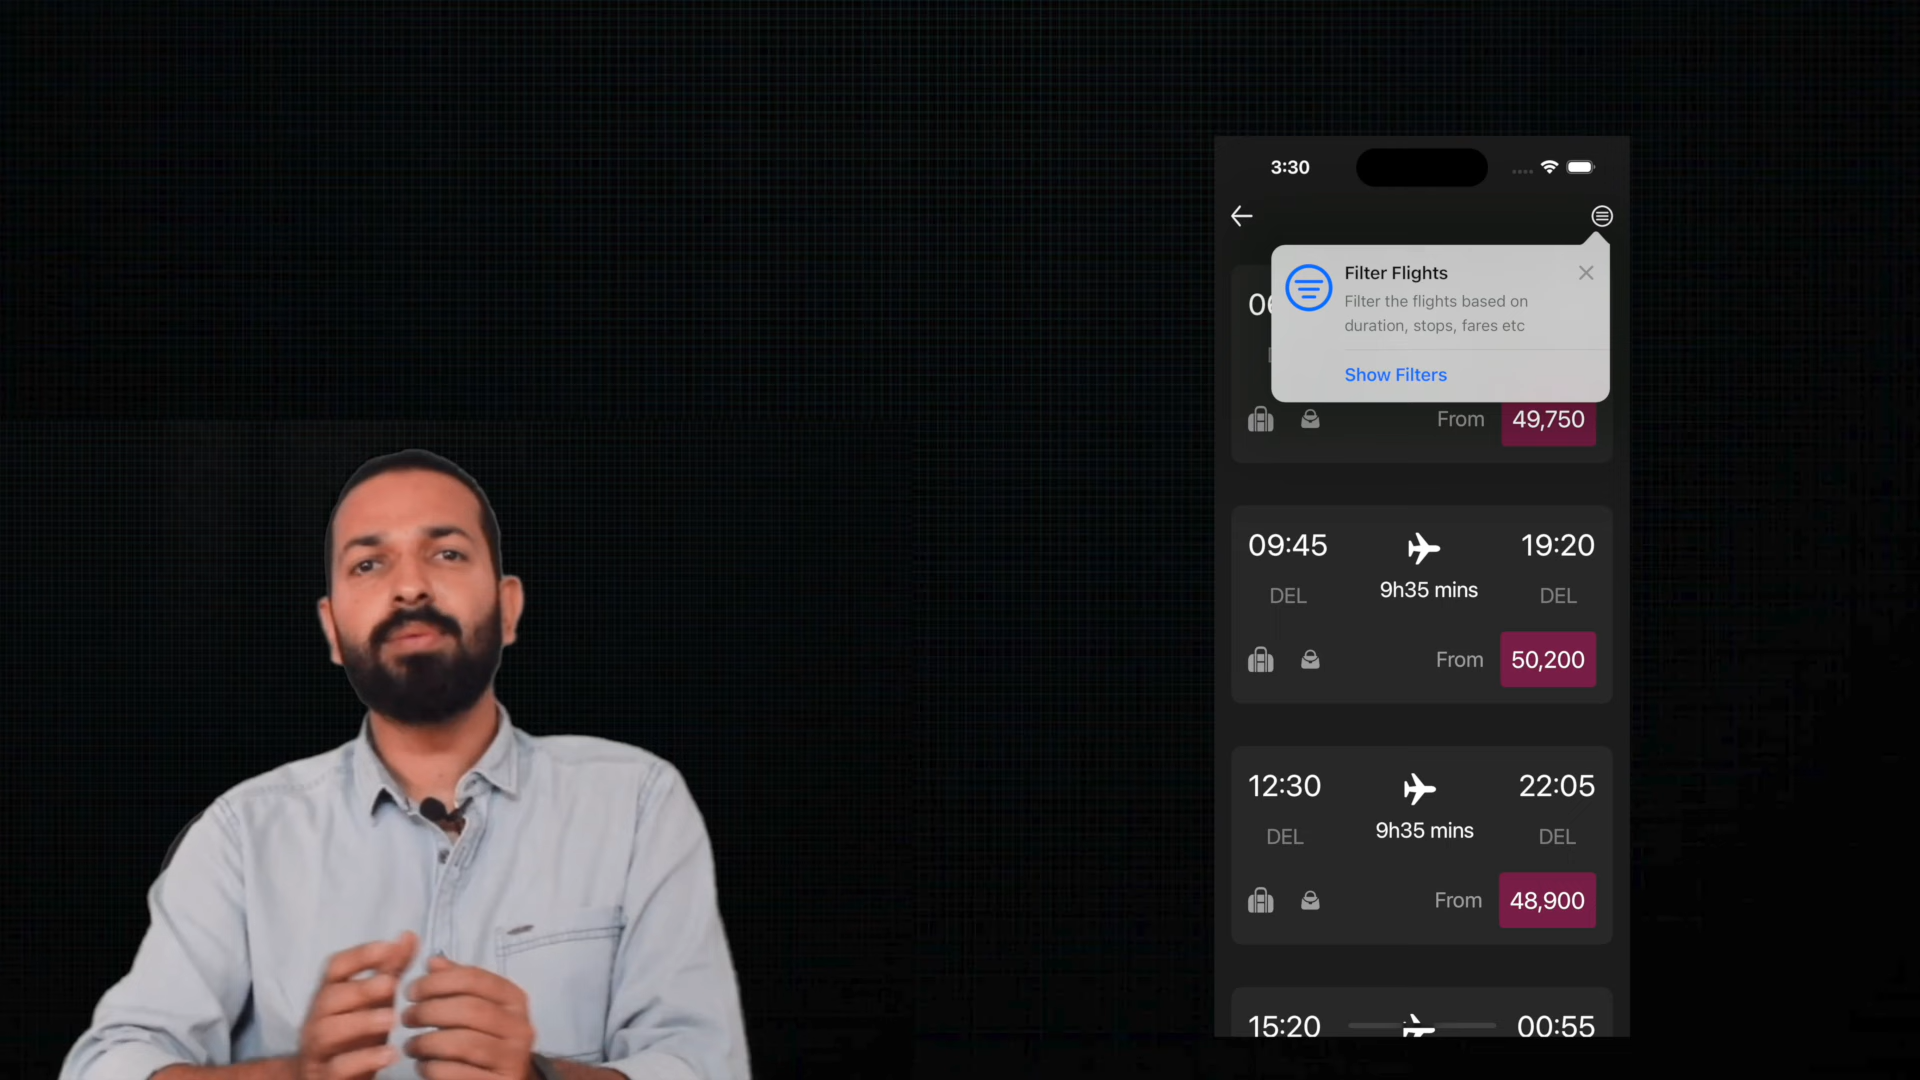 3:30
Filter Flights
Filter the flights based on
duration, stops, fares etc
Show Filters
From 49,750
09:45 19:20
9h35 mins
DEL DEL
From 50,200
12:30 22:05
9h35 mins
DEL DEL
From 48,900
15:20 00:55